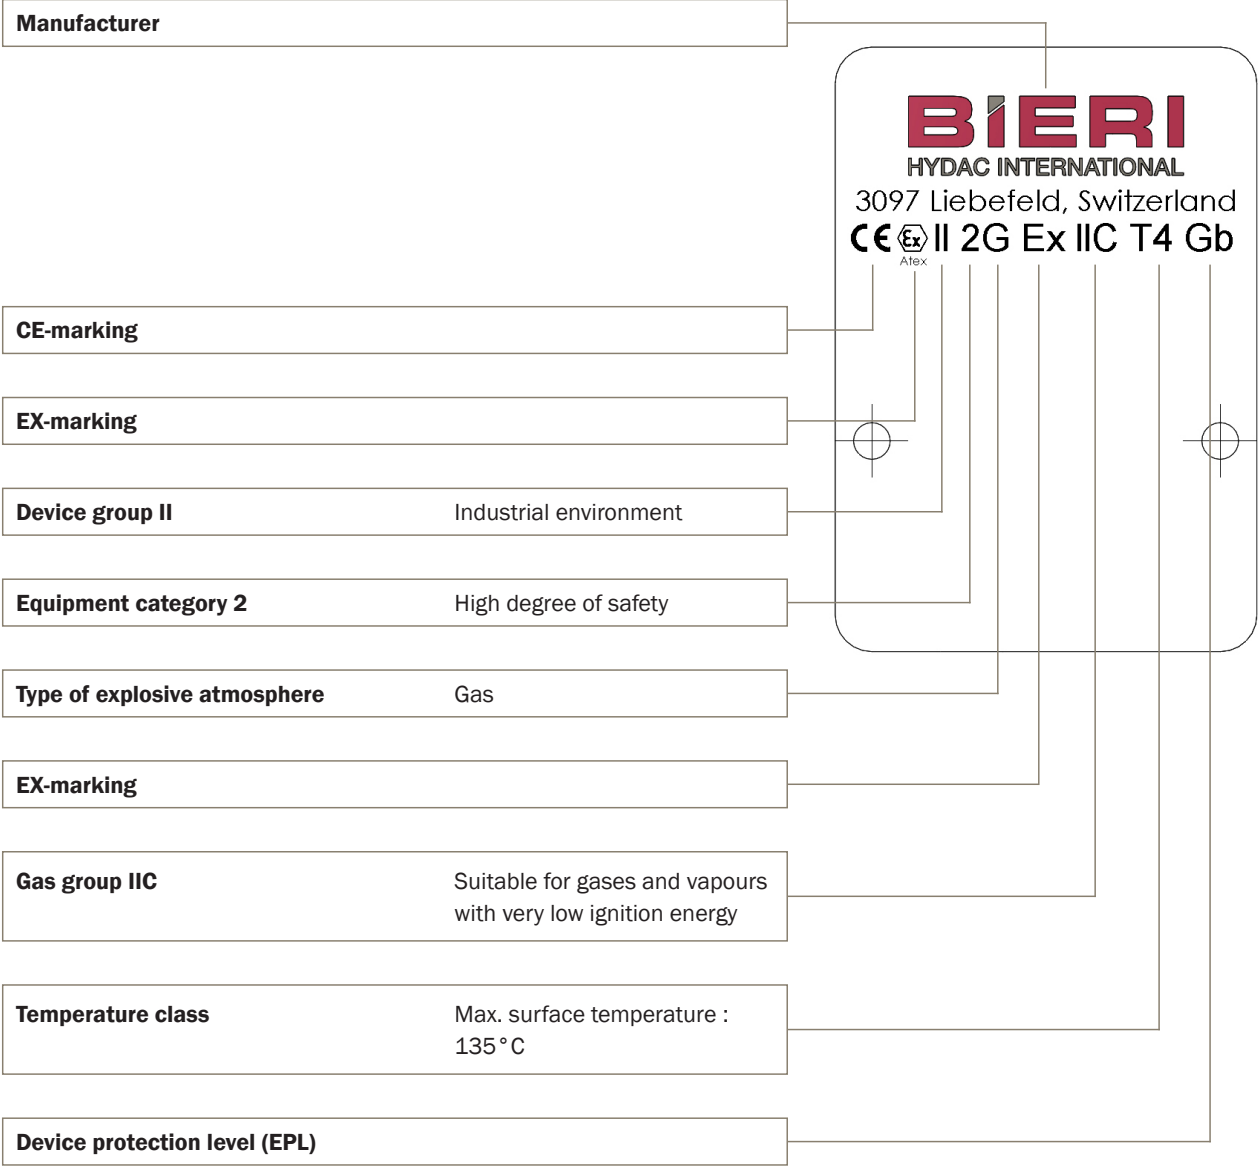 Manufacturer
BiERI
HYDAC INTERNATIONAL
3097 Liebefeld, Switzerland
CE Ex II 2G Ex IIC T4 Gb
Atex
CE-marking
EX-marking
Device group II Industrial environment
Equipment category 2 High degree of safety
Type of explosive atmosphere Gas
EX-marking
Gas group IIC Suitable for gases and vapours
with very low ignition energy
Temperature class Max. surface temperature :
135°C
Device protection level (EPL)